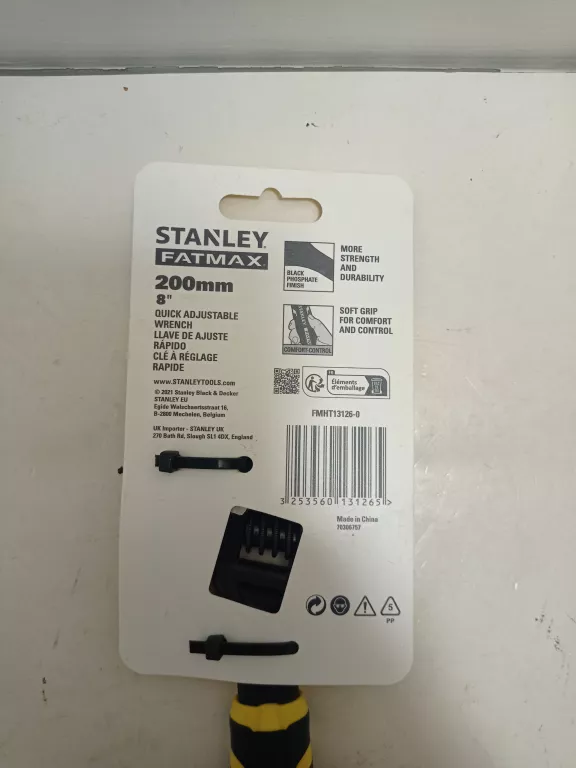 STANLEY
FATMAX
200mm
8"
QUICK ADJUSTABLE
WRENCH
LLAVE DE AJUSTE
RÁPIDO
CLÉ À RÉGLAGE
RAPIDE
www.STANLEYTOOLS.com
© 2021 Stanley Black & Decker
STANLEY EU
Egide Walschaertsstraat 16,
B-2800 Mechelen, Belgium
UK Importer - STANLEY UK
270 Bath Rd, Slough SL1 4DX, England
BLACK
PHOSPHATE
FINISH
MORE
STRENGTH
AND
DURABILITY
COMFORT CONTROL
SOFT GRIP
FOR COMFORT
AND CONTROL
FR
Éléments
d'emballage
FMHT13126-0
3 253560 131265 >
Made in China
70306757
5
PP